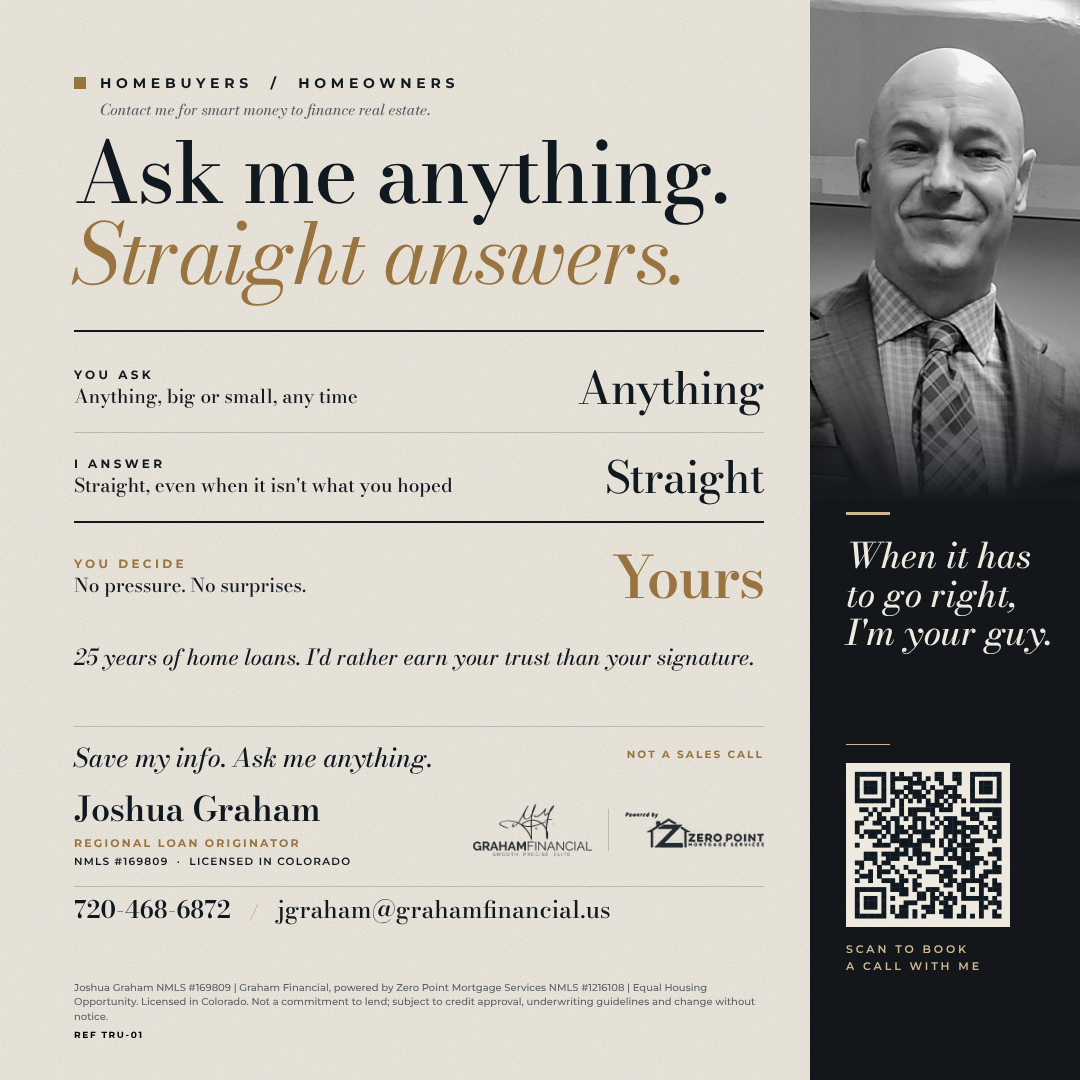 HOMEBUYERS / HOMEOWNERS
Contact me for smart money to finance real estate.
Ask me anything.
Straight answers.
YOU ASK
Anything, big or small, any time
Anything
I ANSWER
Straight, even when it isn't what you hoped
Straight
YOU DECIDE
No pressure. No surprises.
Yours
25 years of home loans. I'd rather earn your trust than your signature.
Save my info. Ask me anything.
NOT A SALES CALL
Joshua Graham
REGIONAL LOAN ORIGINATOR
NMLS #169809 · LICENSED IN COLORADO
GRAHAMFINANCIAL
SMOOTH. PRECISE. ELITE.
Powered by
ZERO POINT
MORTGAGE SERVICES
720-468-6872 / jgraham@grahamfinancial.us
Joshua Graham NMLS #169809 | Graham Financial, powered by Zero Point Mortgage Services NMLS #1216108 | Equal Housing
Opportunity. Licensed in Colorado. Not a commitment to lend; subject to credit approval, underwriting guidelines and change without
notice.
REF TRU-01
When it has
to go right,
I'm your guy.
SCAN TO BOOK
A CALL WITH ME